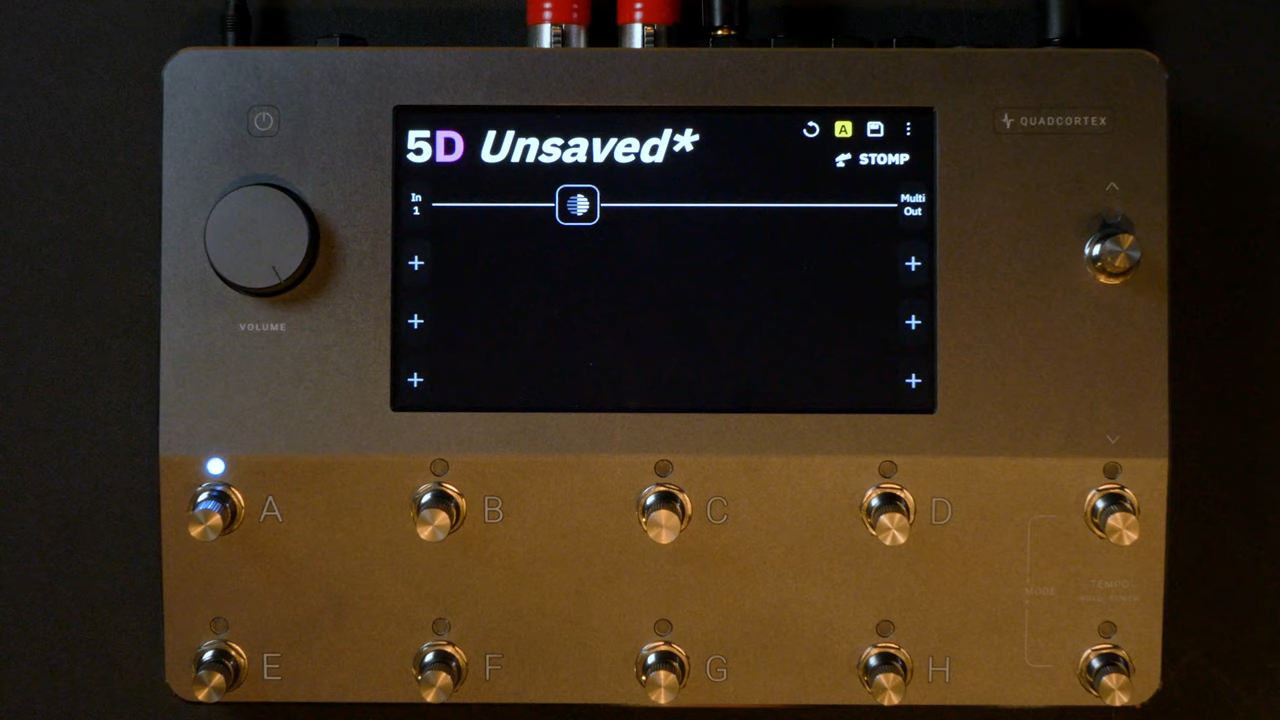 QUADCORTEX
5D Unsaved*
A
STOMP
In
1
Multi
Out
VOLUME
A
B
C
D
TEMPO
MODE
E
F
G
H